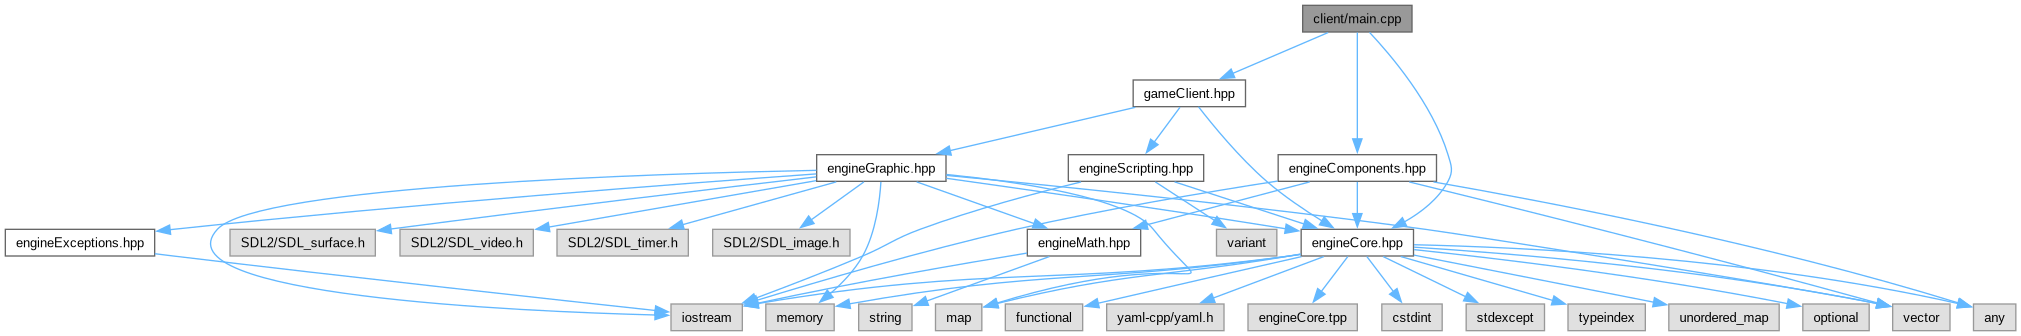 client/main.cpp
gameClient.hpp
engineGraphic.hpp
engineScripting.hpp
engineComponents.hpp
engineExceptions.hpp
SDL2/SDL_surface.h
SDL2/SDL_video.h
SDL2/SDL_timer.h
SDL2/SDL_image.h
engineMath.hpp
variant
engineCore.hpp
iostream
memory
string
map
functional
yaml-cpp/yaml.h
engineCore.tpp
cstdint
stdexcept
typeindex
unordered_map
optional
vector
any